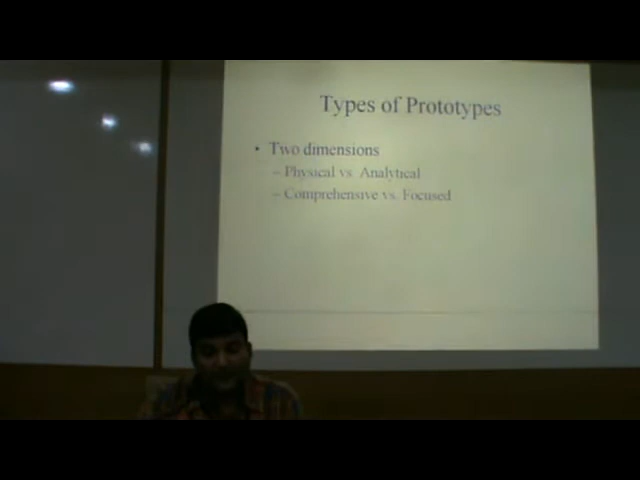 Types of Prototypes
• Two dimensions
– Physical vs. Analytical
– Comprehensive vs. Focused